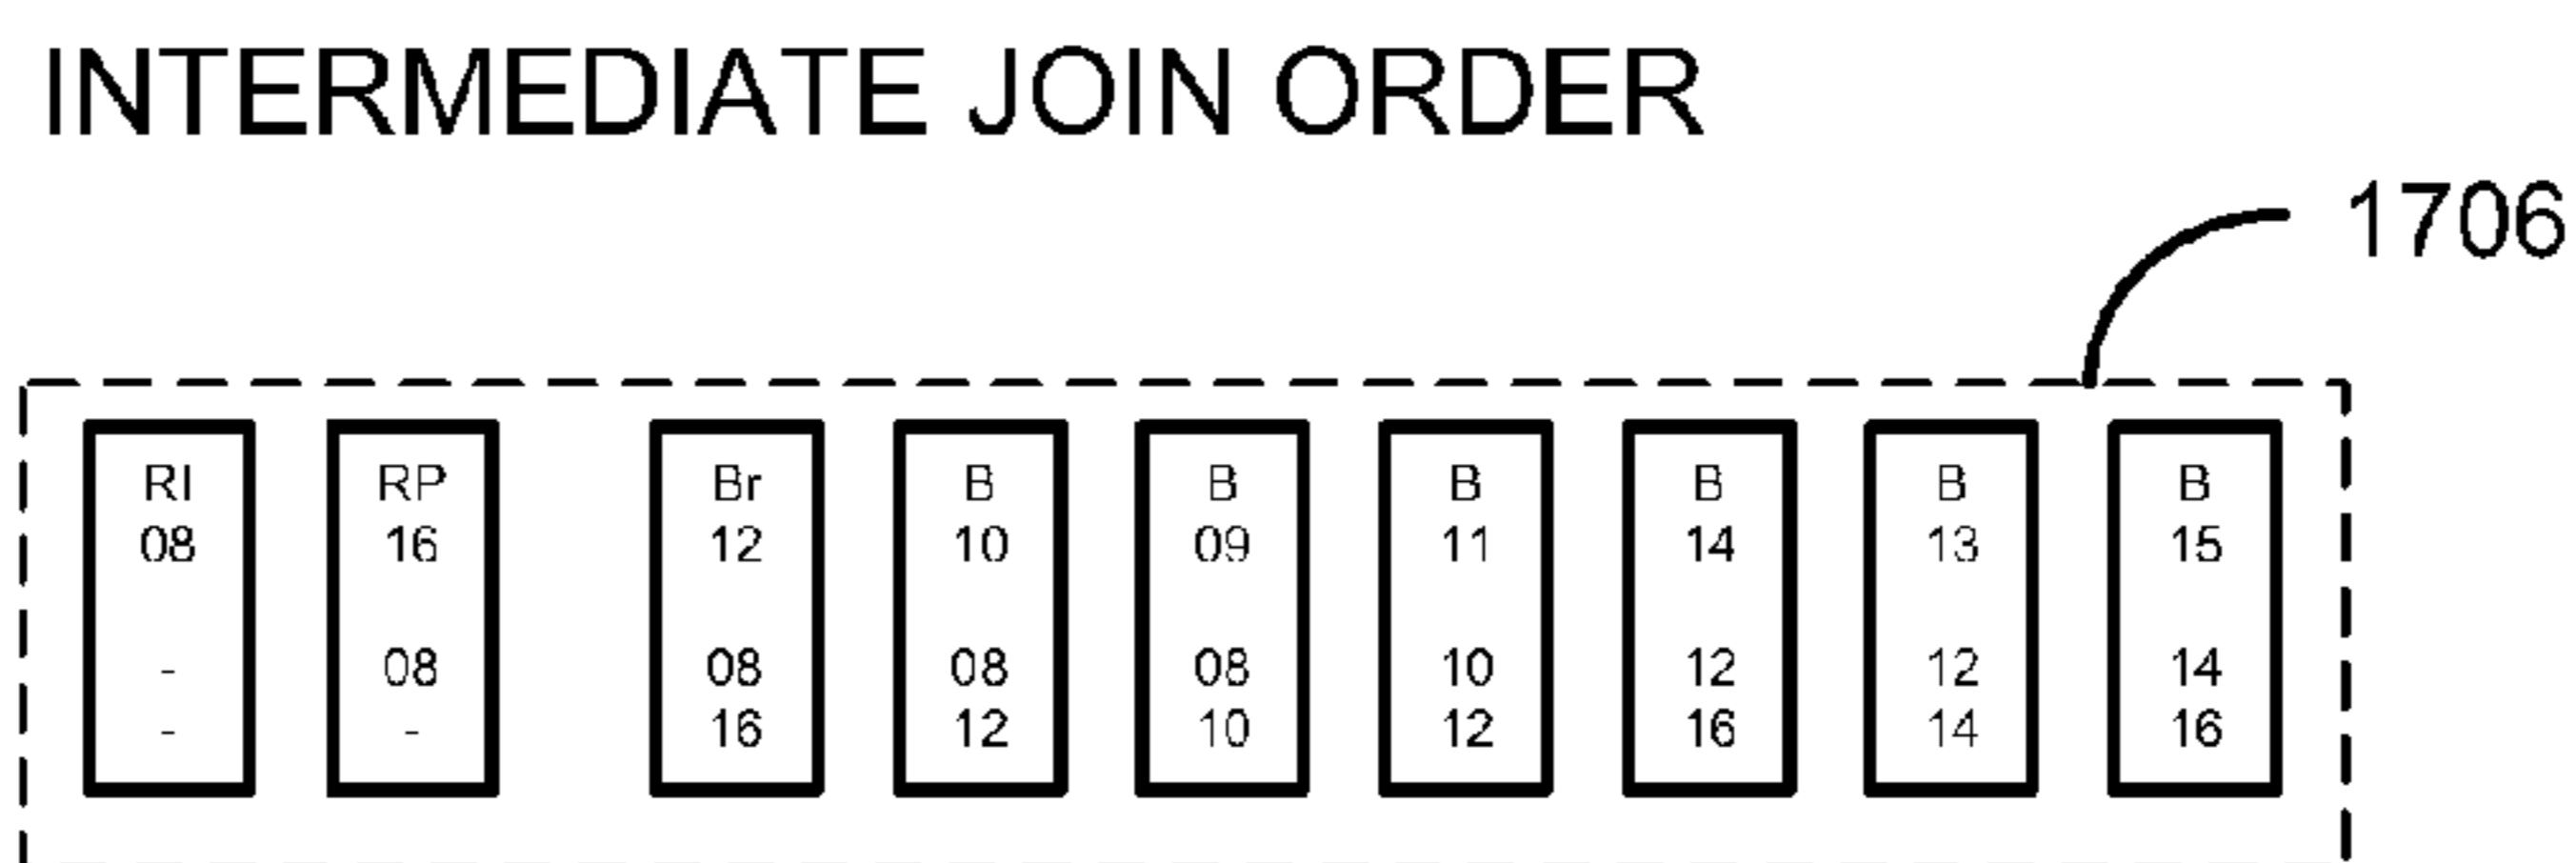 INTERMEDIATE JOIN ORDER
1706
RI RP Br B B B B B B
08 16 12 10 09 11 14 13 15
- 08 08 08 08 10 12 12 14
- - 16 12 10 12 16 14 16